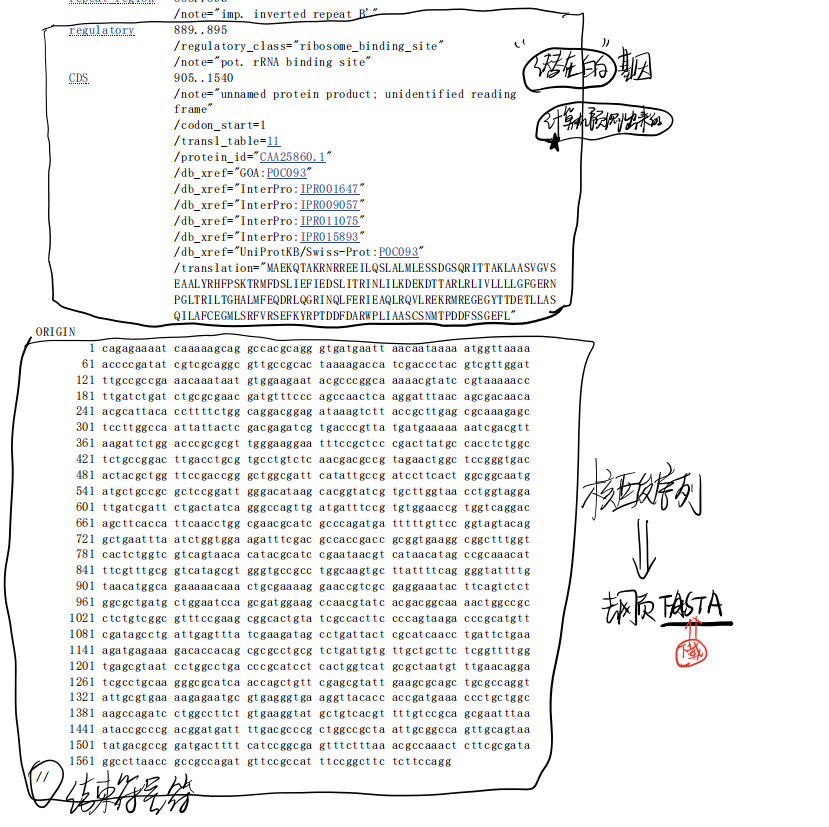 /note="imp. inverted repeat B'"
regulatory 889..895
/regulatory_class="ribosome_binding_site"
/note="pot. rRNA binding site"
CDS 905..1540
/note="unnamed protein product; unidentified reading
frame"
/codon_start=1
/transl_table=11
/protein_id="CAA25860.1"
/db_xref="GOA:P0C093"
/db_xref="InterPro:IPR001647"
/db_xref="InterPro:IPR009057"
/db_xref="InterPro:IPR011075"
/db_xref="InterPro:IPR015893"
/db_xref="UniProtKB/Swiss-Prot:P0C093"
/translation="MAEKQTAKRNRREEILQSLALMLESSDGSQRITTAKLAASVGVS
EAALYRHFPSKTRMFDSLIEFIEDSLITRINLILKDEKDTTARLRLIVLLLLGFGERN
PGLTRILTGHALMFEQDRLQGRINQLFERIEAQLRQVLREKRMREGEGYTTDETLLAS
QILAFCEGMLSRFVRSEFKYRPTDDFDARWPLIAASCSNMTPDDFSSGEFL"
"潜在的"基因
计算机预测出来的
ORIGIN
1 cagagaaaat caaaaagcag gccacgcagg gtgatgaatt aacaataaaa atggttaaaa
61 accccgatat cgtcgcaggc gttgccgcac taaaagacca tcgaccctac gtcgttggat
121 ttgccgccga aacaaataat gtggaagaat acgcccggca aaaacgtatc cgtaaaaacc
181 ttgatctgat ctgcgcgaac gatgtttccc agccaactca aggatttaac agcgacaaca
241 acgcattaca ccttttctgg caggacggag ataaagtctt accgcttgag cgcaaagagc
301 tccttggcca attattactc gacgagatcg tgacccgtta tgatgaaaaa aatcgacgtt
361 aagattctgg acccgcgcgt tgggaaggaa tttccgctcc cgacttatgc cacctctggc
421 tctgccggac ttgacctgcg tgcctgtctc aacgacgccg tagaactggc tccgggtgac
481 actacgctgg ttccgaccgg gctggcgatt catattgccg atccttcact ggcggcaatg
541 atgctgccgc gctccggatt gggacataag cacggtatcg tgcttggtaa cctggtagga
601 ttgatcgatt ctgactatca gggccagttg atgatttccg tgtggaaccg tggtcaggac
661 agcttcacca ttcaacctgg cgaacgcatc gcccagatga tttttgttcc ggtagtacag
721 gctgaattta atctggtgga agatttcgac gccaccgacc gcggtgaagg cggctttggt
781 cactctggtc gtcagtaaca catacgcatc cgaataacgt cataacatag ccgcaaacat
841 ttcgtttgcg gtcatagcgt gggtgccgcc tggcaagtgc ttattttcag gggtattttg
901 taacatggca gaaaaacaaa ctgcgaaaag gaaccgtcgc gaggaaatac ttcagtctct
961 ggcgctgatg ctggaatcca gcgatggaag ccaacgtatc acgacggcaa aactggccgc
1021 ctctgtcggc gtttccgaag cggcactgta tcgccacttc cccagtaaga cccgcatgtt
1081 cgatagcctg attgagttta tcgaagatag cctgattact cgcatcaacc tgattctgaa
1141 agatgagaaa gacaccacag cgcgcctgcg tctgattgtg ttgctgcttc tcggttttgg
1201 tgagcgtaat cctggcctga cccgcatcct cactggtcat gcgctaatgt ttgaacagga
1261 tcgcctgcaa gggcgcatca accagctgtt cgagcgtatt gaagcgcagc tgcgccaggt
1321 attgcgtgaa aagagaatgc gtgagggtga aggttacacc accgatgaaa ccctgctggc
1381 aagccagatc ctggccttct gtgaaggtat gctgtcacgt tttgtccgca gcgaatttaa
1441 ataccgcccg acggatgatt ttgacgcccg ctggccgcta attgcggcca gttgcagtaa
1501 tatgacgccg gatgactttt catccggcga gtttctttaa acgccaaact cttcgcgata
1561 ggccttaacc gccgccagat gttccgccat ttccggcttc tcttccagg
核酸序列
去网页FASTA
下载
//
结束符号